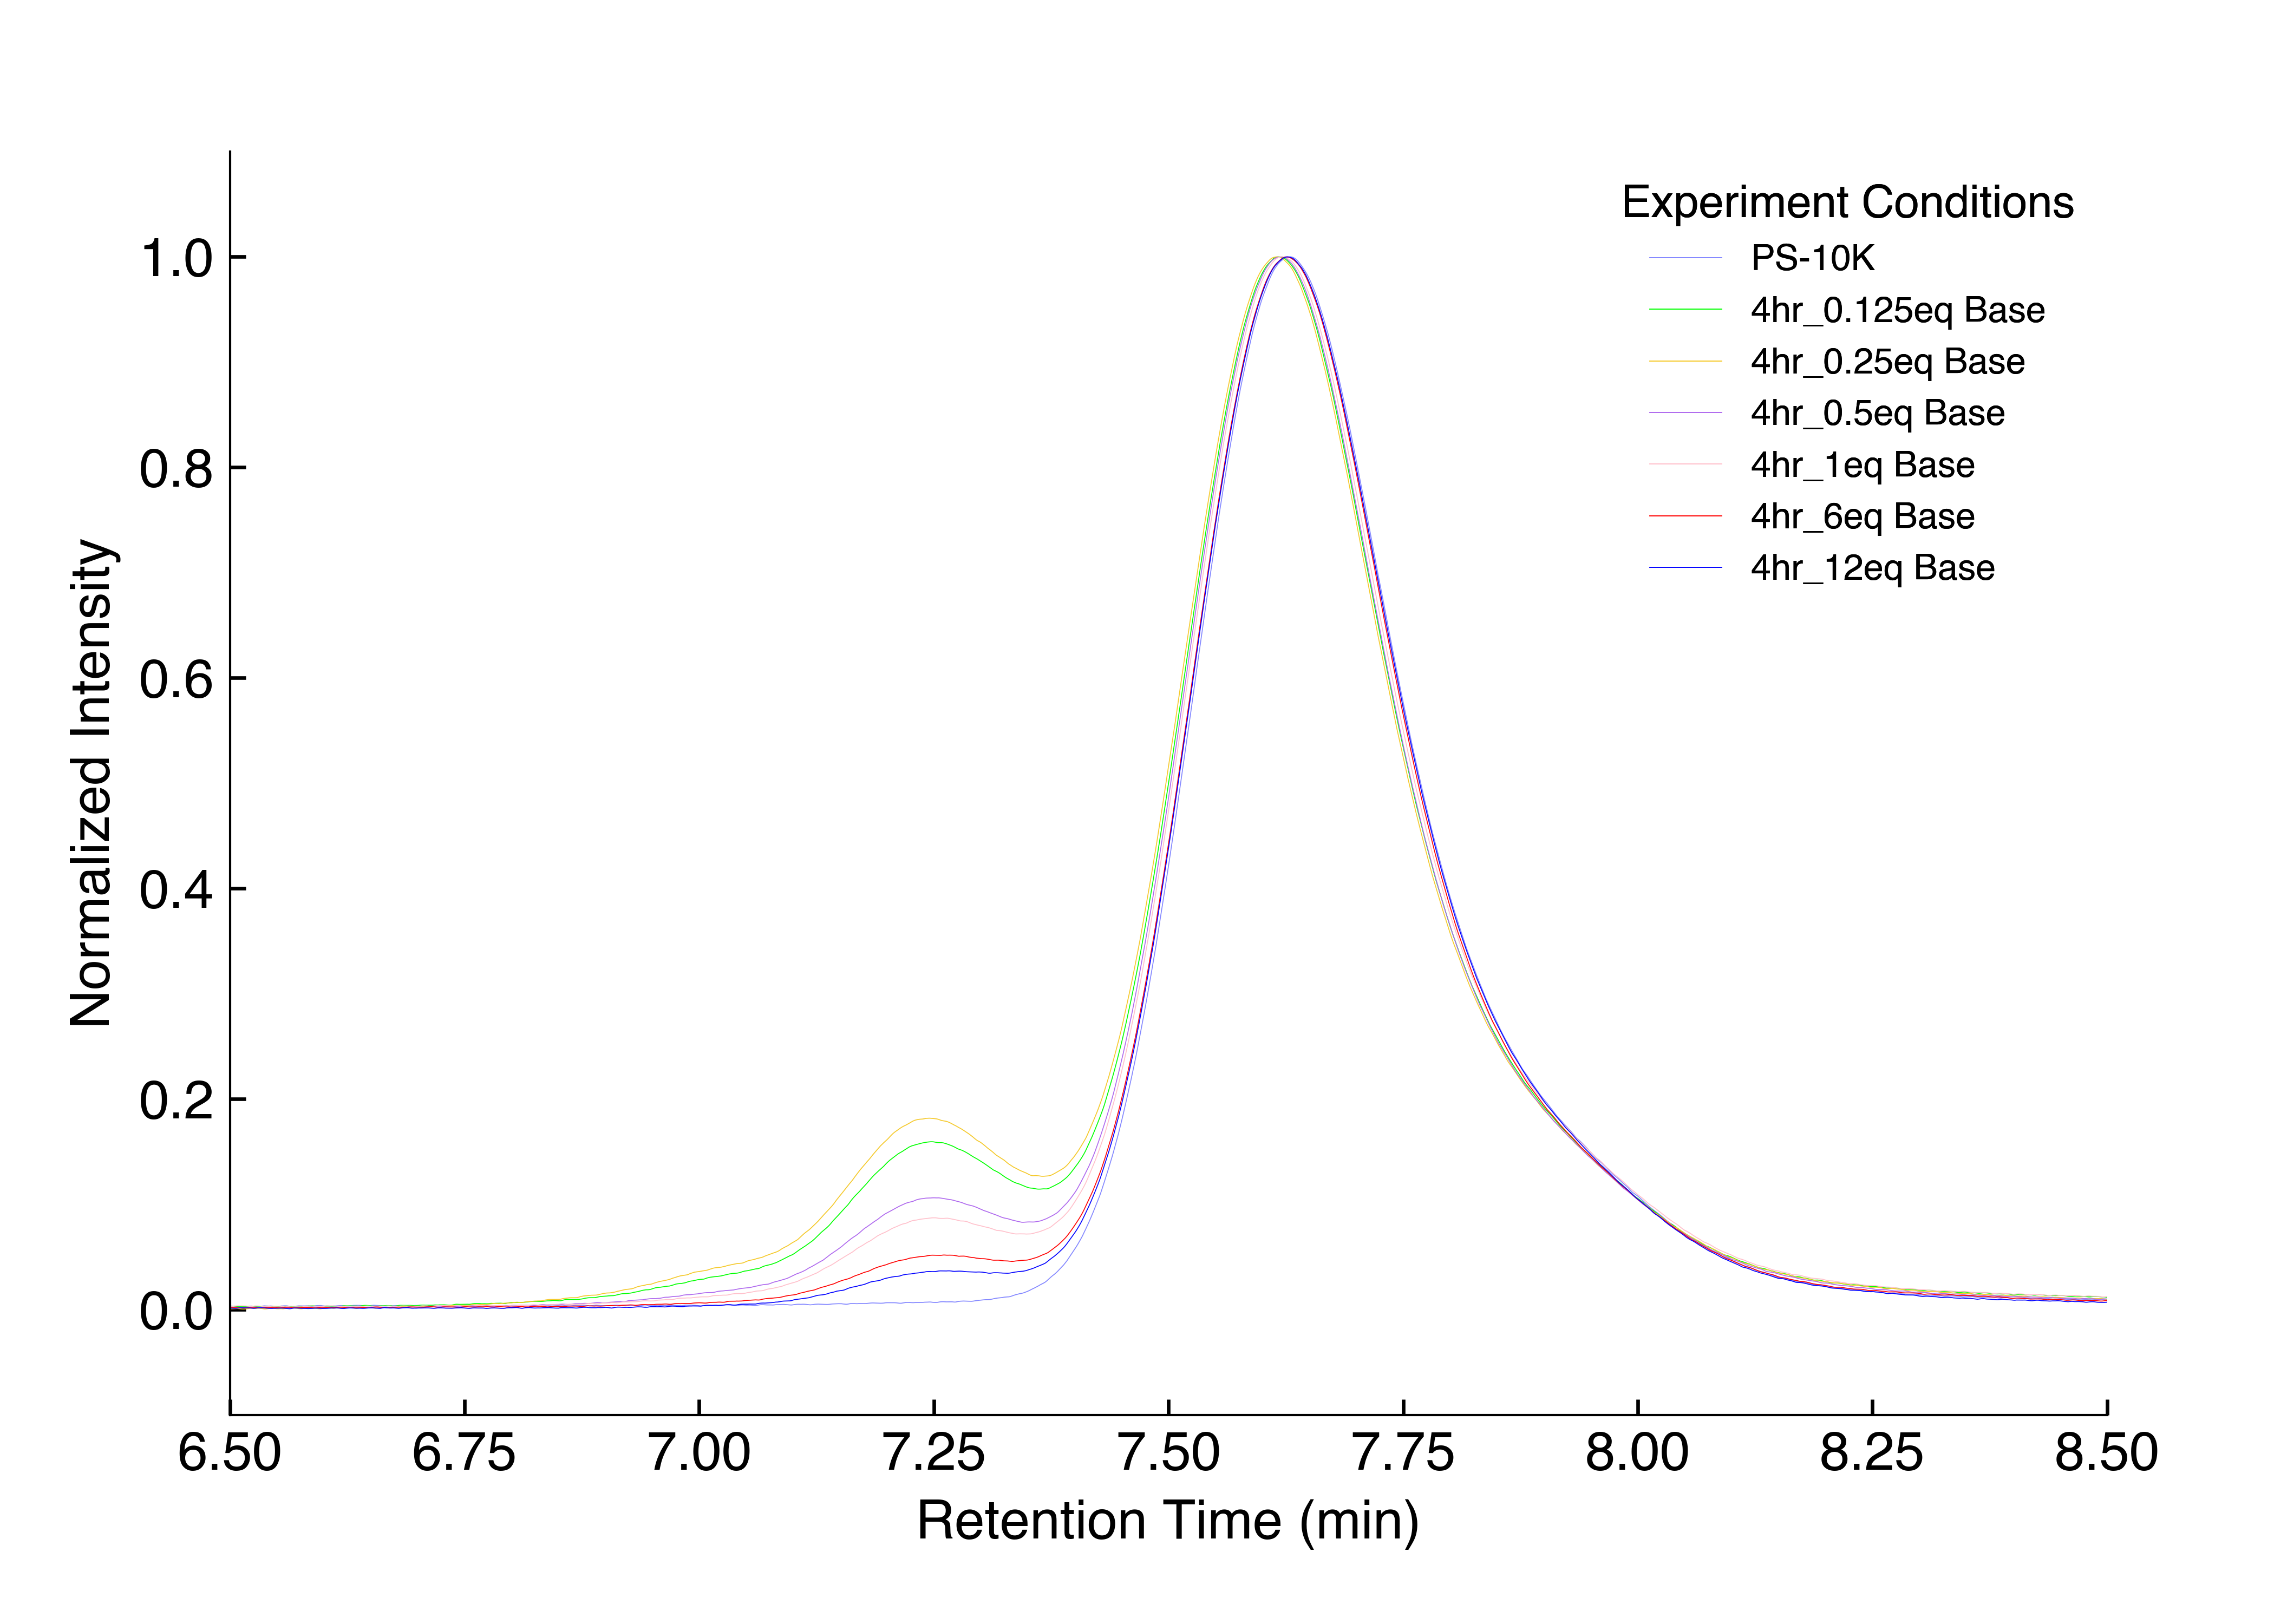 Experiment Conditions
PS-10K
4hr_0.125eq Base
4hr_0.25eq Base
4hr_0.5eq Base
4hr_1eq Base
4hr_6eq Base
4hr_12eq Base
Normalized Intensity
1.0
0.8
0.6
0.4
0.2
0.0
6.50 6.75 7.00 7.25 7.50 7.75 8.00 8.25 8.50
Retention Time (min)